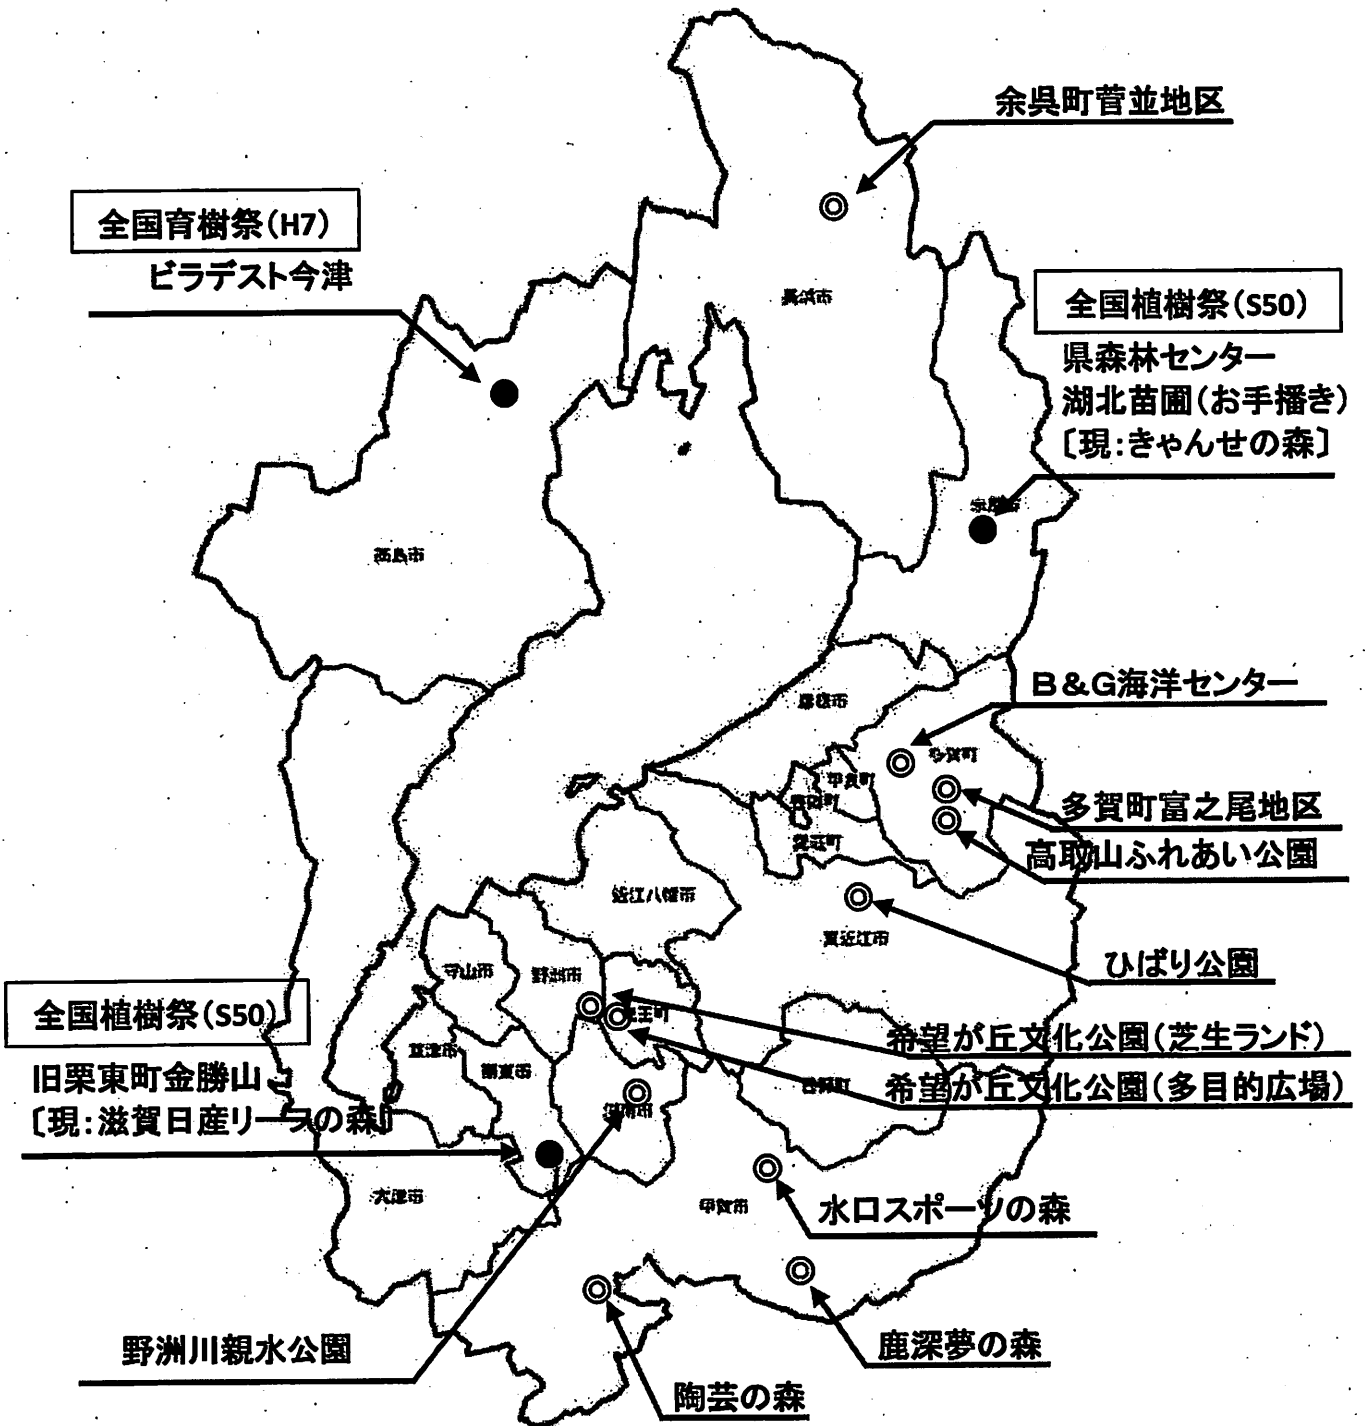 余呉町菅並地区
全国育樹祭(H7)
ビラデスト今津
長浜市
全国植樹祭(S50)
県森林センター
湖北苗圃(お手播き)
〔現:きゃんせの森〕
米原市
高島市
B&G海洋センター
彦根市
多賀町
甲良町
豊郷町
多賀町富之尾地区
愛荘町
高取山ふれあい公園
近江八幡市
東近江市
ひばり公園
守山市
野洲市
全国植樹祭(S50)
竜王町
希望が丘文化公園(芝生ランド)
草津市
栗東市
旧栗東町金勝山
希望が丘文化公園(多目的広場)
日野町
湖南市
〔現:滋賀日産リーフの森〕
大津市
甲賀市
水口スポーツの森
野洲川親水公園
鹿深夢の森
陶芸の森